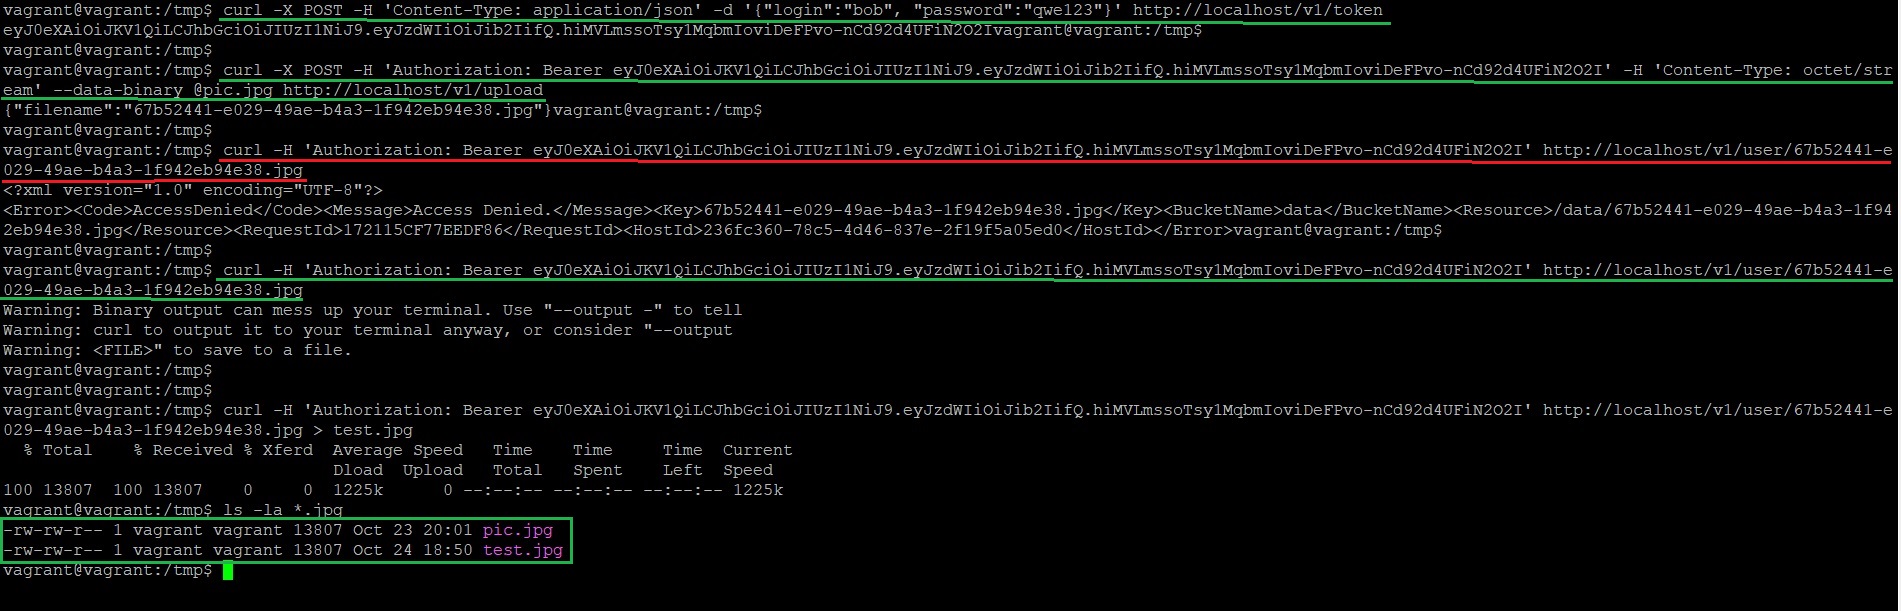 vagrant@vagrant:/tmp$ curl -X POST -H 'Content-Type: application/json' -d '{"login":"bob", "password":"qwe123"}' http://localhost/v1/token
eyJ0eXAiOiJKV1QiLCJhbGciOiJIUzI1NiJ9.eyJzdWIiOiJib2IifQ.hiMVLmssoTsy1MqbmIoviDeFPvo-nCd92d4UFiN2O2Ivagrant@vagrant:/tmp$
vagrant@vagrant:/tmp$
vagrant@vagrant:/tmp$ curl -X POST -H 'Authorization: Bearer eyJ0eXAiOiJKV1QiLCJhbGciOiJIUzI1NiJ9.eyJzdWIiOiJib2IifQ.hiMVLmssoTsy1MqbmIoviDeFPvo-nCd92d4UFiN2O2I' -H 'Content-Type: octet/str
eam' --data-binary @pic.jpg http://localhost/v1/upload
{"filename":"67b52441-e029-49ae-b4a3-1f942eb94e38.jpg"}vagrant@vagrant:/tmp$
vagrant@vagrant:/tmp$
vagrant@vagrant:/tmp$ curl -H 'Authorization: Bearer eyJ0eXAiOiJKV1QiLCJhbGciOiJIUzI1NiJ9.eyJzdWIiOiJib2IifQ.hiMVLmssoTsy1MqbmIoviDeFPvo-nCd92d4UFiN2O2I' http://localhost/v1/user/67b52441-e
029-49ae-b4a3-1f942eb94e38.jpg
<?xml version="1.0" encoding="UTF-8"?>
<Error><Code>AccessDenied</Code><Message>Access Denied.</Message><Key>67b52441-e029-49ae-b4a3-1f942eb94e38.jpg</Key><BucketName>data</BucketName><Resource>/data/67b52441-e029-49ae-b4a3-1f94
2eb94e38.jpg</Resource><RequestId>172115CF77EEDF86</RequestId><HostId>236fc360-78c5-4d46-837e-2f19f5a05ed0</HostId></Error>vagrant@vagrant:/tmp$
vagrant@vagrant:/tmp$
vagrant@vagrant:/tmp$ curl -H 'Authorization: Bearer eyJ0eXAiOiJKV1QiLCJhbGciOiJIUzI1NiJ9.eyJzdWIiOiJib2IifQ.hiMVLmssoTsy1MqbmIoviDeFPvo-nCd92d4UFiN2O2I' http://localhost/v1/user/67b52441-e
029-49ae-b4a3-1f942eb94e38.jpg
Warning: Binary output can mess up your terminal. Use "--output -" to tell
Warning: curl to output it to your terminal anyway, or consider "--output
Warning: <FILE>" to save to a file.
vagrant@vagrant:/tmp$
vagrant@vagrant:/tmp$
vagrant@vagrant:/tmp$ curl -H 'Authorization: Bearer eyJ0eXAiOiJKV1QiLCJhbGciOiJIUzI1NiJ9.eyJzdWIiOiJib2IifQ.hiMVLmssoTsy1MqbmIoviDeFPvo-nCd92d4UFiN2O2I' http://localhost/v1/user/67b52441-e
029-49ae-b4a3-1f942eb94e38.jpg > test.jpg
  % Total    % Received % Xferd  Average Speed   Time    Time     Time  Current
                                 Dload  Upload   Total   Spent    Left  Speed
100 13807  100 13807    0     0  1225k      0 --:--:-- --:--:-- --:--:-- 1225k
vagrant@vagrant:/tmp$ ls -la *.jpg
-rw-rw-r-- 1 vagrant vagrant 13807 Oct 23 20:01 pic.jpg
-rw-rw-r-- 1 vagrant vagrant 13807 Oct 24 18:50 test.jpg
vagrant@vagrant:/tmp$